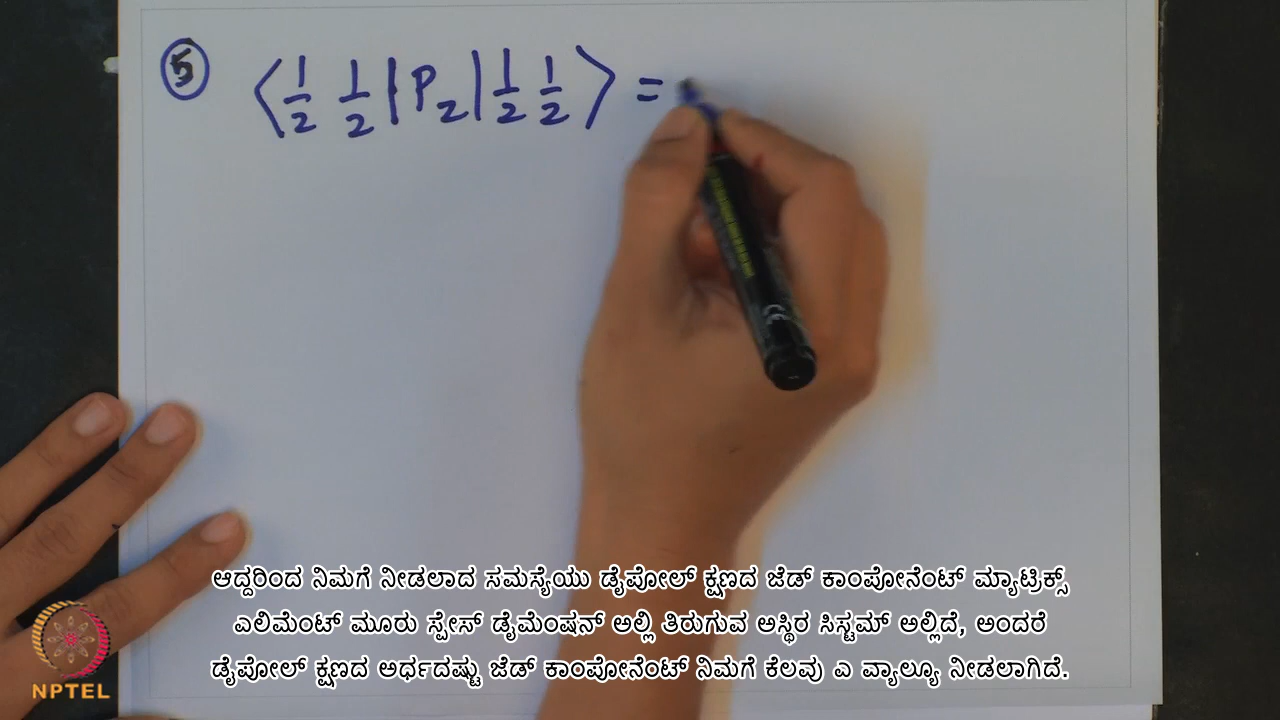 5 ⟨1/2 1/2|P_z|1/2 1/2⟩ =
ಆದ್ದರಿಂದ ನಿಮಗೆ ನೀಡಲಾದ ಸಮಸ್ಯೆಯು ಡೈಪೋಲ್ ಕ್ಷಣದ ಜೆಡ್ ಕಾಂಪೋನೆಂಟ್ ಮ್ಯಾಟ್ರಿಕ್ಸ್
ಎಲಿಮೆಂಟ್ ಮೂರು ಸ್ಪೇಸ್ ಡೈಮೆಂಷನ್ ಅಲ್ಲಿ ತಿರುಗುವ ಅಸ್ಥಿರ ಸಿಸ್ಟಮ್ ಅಲ್ಲಿದೆ, ಅಂದರೆ
ಡೈಪೋಲ್ ಕ್ಷಣದ ಅರ್ಧದಷ್ಟು ಜೆಡ್ ಕಾಂಪೋನೆಂಟ್ ನಿಮಗೆ ಕೆಲವು ಎ ವ್ಯಾಲ್ಯೂ ನೀಡಲಾಗಿದೆ.
NPTEL